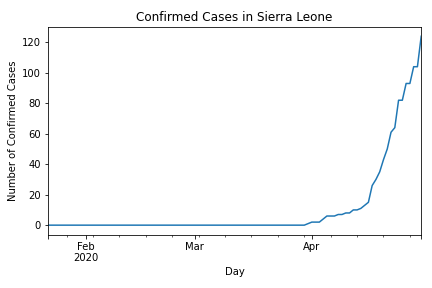 Confirmed Cases in Sierra Leone
120
100
80
60
40
20
0
Number of Confirmed Cases
Feb
2020
Mar
Apr
Day